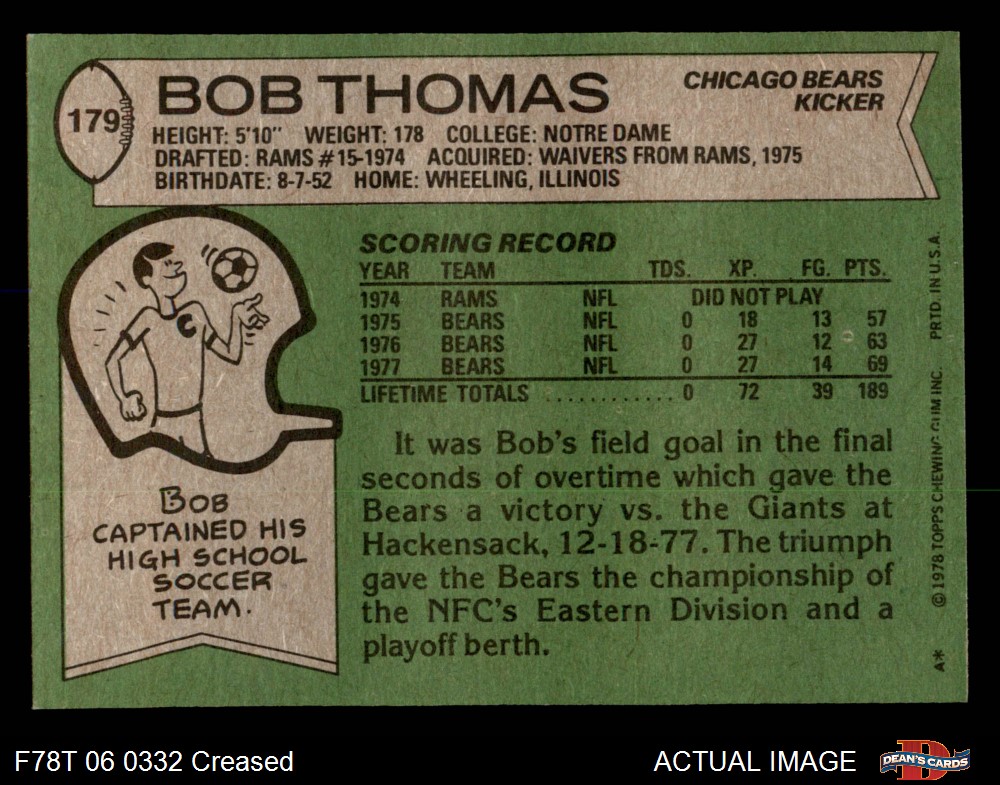 179
BOB THOMAS
CHICAGO BEARS
KICKER
HEIGHT: 5'10" WEIGHT: 178 COLLEGE: NOTRE DAME
DRAFTED: RAMS #15-1974 ACQUIRED: WAIVERS FROM RAMS, 1975
BIRTHDATE: 8-7-52 HOME: WHEELING, ILLINOIS
C
BOB
CAPTAINED HIS
HIGH SCHOOL
SOCCER
TEAM.
SCORING RECORD
YEAR TEAM TDS. XP. FG. PTS.
1974 RAMS NFL DID NOT PLAY
1975 BEARS NFL 0 18 13 57
1976 BEARS NFL 0 27 12 63
1977 BEARS NFL 0 27 14 69
LIFETIME TOTALS ............ 0 72 39 189
It was Bob's field goal in the final
seconds of overtime which gave the
Bears a victory vs. the Giants at
Hackensack, 12-18-77. The triumph
gave the Bears the championship of
the NFC's Eastern Division and a
playoff berth.
A* © 1978 TOPPS CHEWING GUM INC. PRTD. IN U.S.A.
F78T 06 0332 Creased
ACTUAL IMAGE
D
DEAN'S CARDS